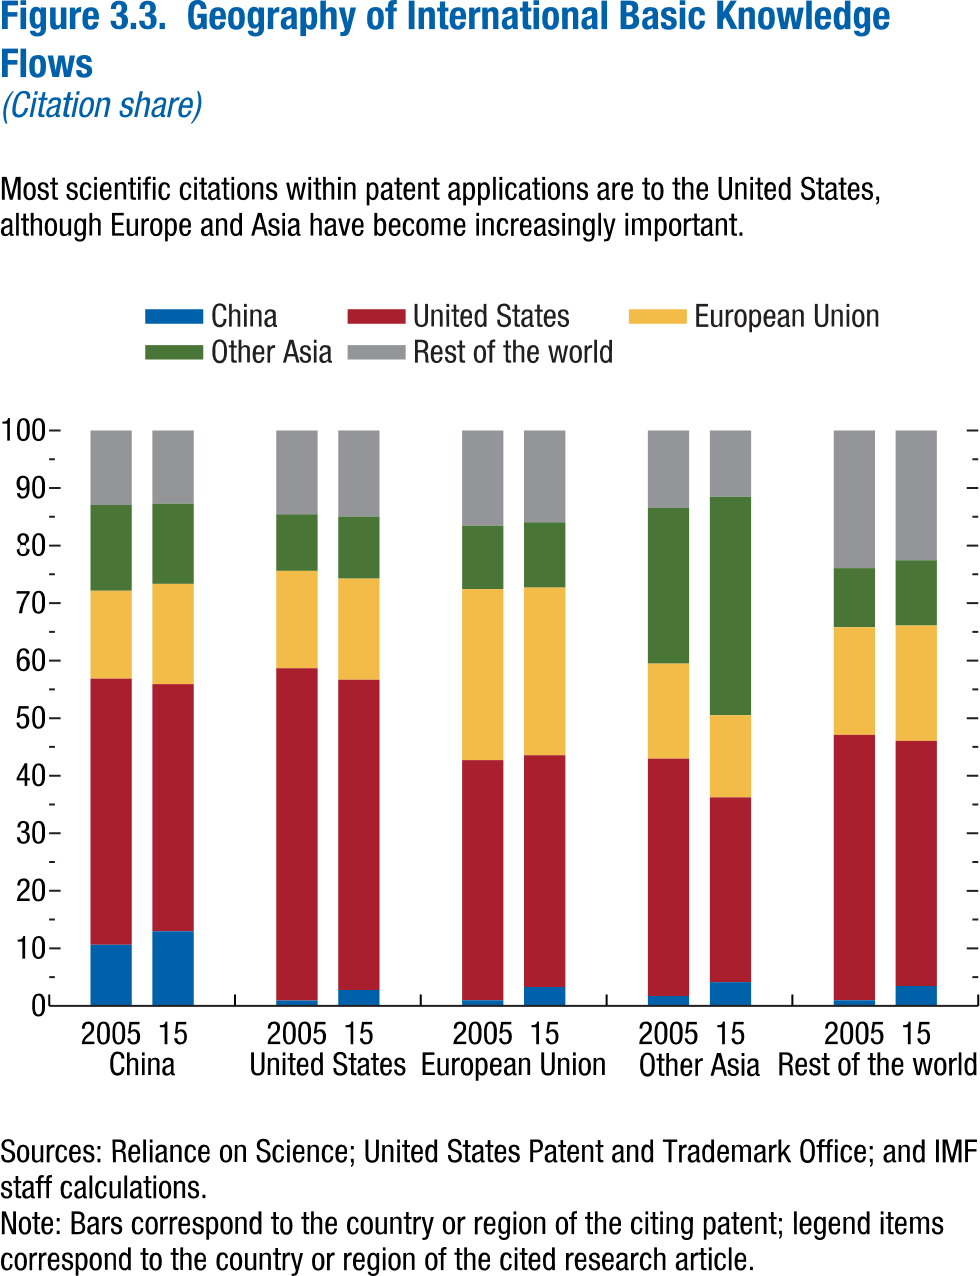 Figure 3.3.  Geography of International Basic Knowledge
Flows
(Citation share)
Most scientific citations within patent applications are to the United States,
although Europe and Asia have become increasingly important.
China United States European Union
Other Asia Rest of the world
100
90
80
70
60
50
40
30
20
10
0
2005 15 2005 15 2005 15 2005 15 2005 15
China United States European Union Other Asia Rest of the world
Sources: Reliance on Science; United States Patent and Trademark Office; and IMF
staff calculations.
Note: Bars correspond to the country or region of the citing patent; legend items
correspond to the country or region of the cited research article.